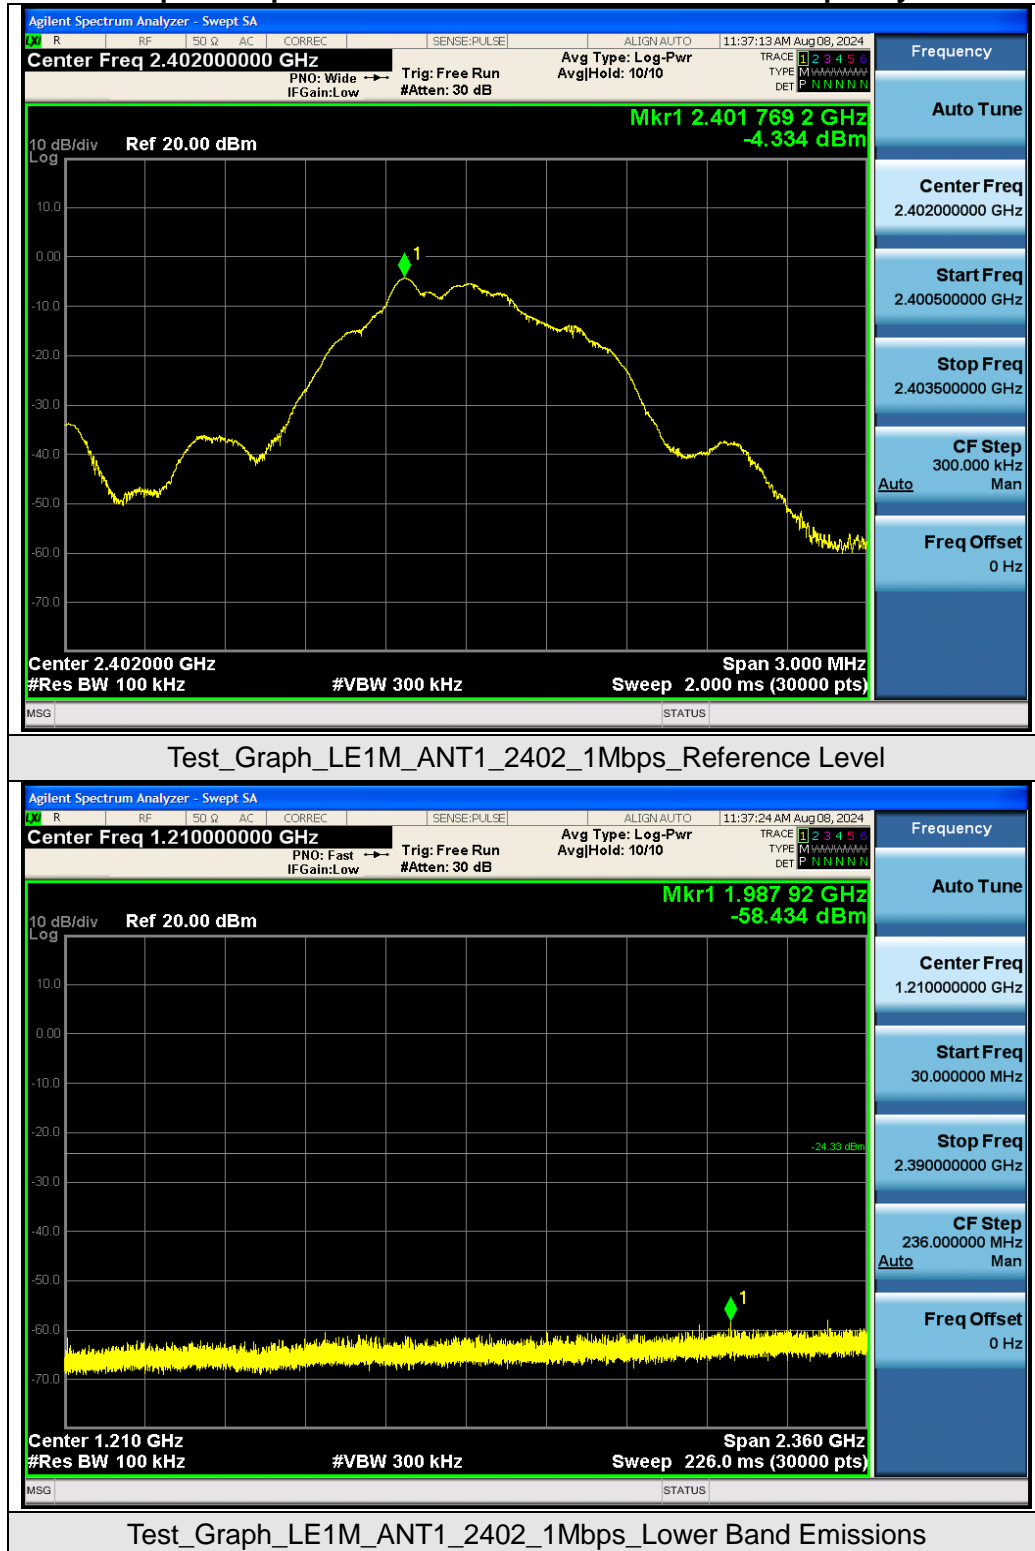 Agilent Spectrum Analyzer - Swept SA
LXI R RF 50 Ω AC CORREC SENSE:PULSE ALIGN AUTO 11:37:13 AM Aug 08, 2024
Center Freq 2.402000000 GHz Avg Type: Log-Pwr TRACE 1 2 3 4 5 6
PNO: Wide Trig: Free Run Avg|Hold: 10/10 TYPE M WWWWW
IFGain:Low #Atten: 30 dB DET P N N N N N
Mkr1 2.401 769 2 GHz
-4.334 dBm
10 dB/div Ref 20.00 dBm
Log
10.0
0.00
1
-10.0
-20.0
-30.0
-40.0
-50.0
-60.0
-70.0
Center 2.402000 GHz Span 3.000 MHz
#Res BW 100 kHz #VBW 300 kHz Sweep 2.000 ms (30000 pts)
MSG STATUS
Frequency
Auto Tune
Center Freq
2.402000000 GHz
Start Freq
2.400500000 GHz
Stop Freq
2.403500000 GHz
CF Step
300.000 kHz
Auto Man
Freq Offset
0 Hz
Test_Graph_LE1M_ANT1_2402_1Mbps_Reference Level
Agilent Spectrum Analyzer - Swept SA
LXI R RF 50 Ω AC CORREC SENSE:PULSE ALIGN AUTO 11:37:24 AM Aug 08, 2024
Center Freq 1.210000000 GHz Avg Type: Log-Pwr TRACE 1 2 3 4 5 6
PNO: Fast Trig: Free Run Avg|Hold: 10/10 TYPE M WWWWW
IFGain:Low #Atten: 30 dB DET P N N N N N
Mkr1 1.987 92 GHz
-58.434 dBm
10 dB/div Ref 20.00 dBm
Log
10.0
0.00
-10.0
-20.0
-24.33 dBm
-30.0
-40.0
-50.0
1
-60.0
-70.0
Center 1.210 GHz Span 2.360 GHz
#Res BW 100 kHz #VBW 300 kHz Sweep 226.0 ms (30000 pts)
MSG STATUS
Frequency
Auto Tune
Center Freq
1.210000000 GHz
Start Freq
30.000000 MHz
Stop Freq
2.390000000 GHz
CF Step
236.000000 MHz
Auto Man
Freq Offset
0 Hz
Test_Graph_LE1M_ANT1_2402_1Mbps_Lower Band Emissions